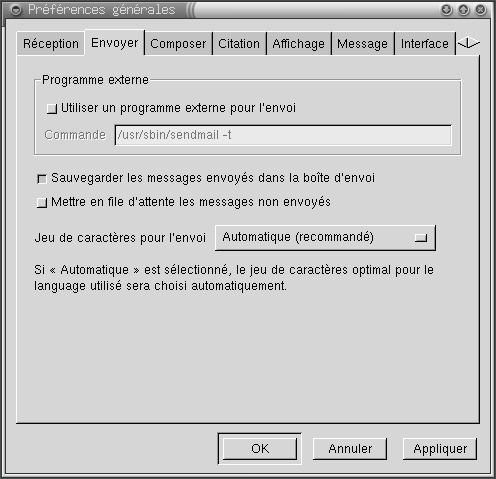 Préférences générales
Réception Envoyer Composer Citation Affichage Message Interface
Programme externe
Utiliser un programme externe pour l'envoi
Commande /usr/sbin/sendmail -t
Sauvegarder les messages envoyés dans la boîte d'envoi
Mettre en file d'attente les messages non envoyés
Jeu de caractères pour l'envoi Automatique (recommandé)
Si « Automatique » est sélectionné, le jeu de caractères optimal pour le
language utilisé sera choisi automatiquement.
OK Annuler Appliquer